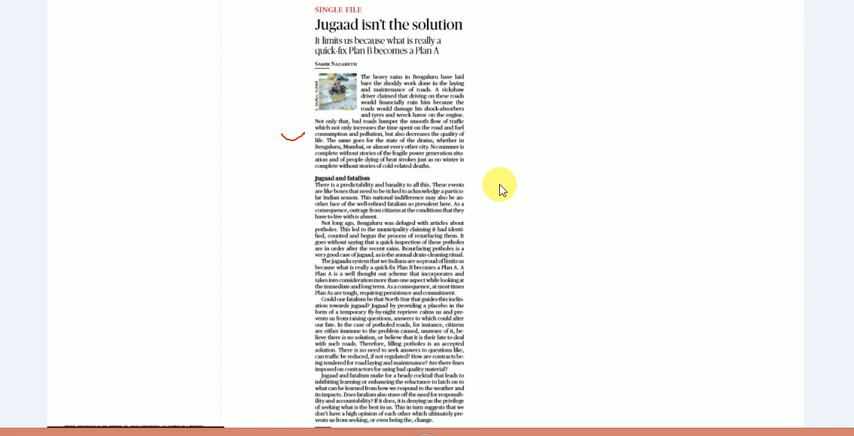 SINGLE FILE
Jugaad isn't the solution
It limits us because what is really a
quick-fix Plan B becomes a Plan A
SAMIR NAZARETH
The heavy rains in Bengaluru have laid
bare the shoddy work done in the laying
and maintenance of roads. A rickshaw
driver claimed that driving on these roads
would financially ruin him because the
roads would damage his shock-absorbers
and tyres and wreck havoc on the engine.
Not only that, bad roads hamper the smooth flow of traffic
which not only increases the time spent on the road and fuel
consumption and pollution, but also decreases the quality of
life. The same goes for the state of the drains, whether in
Bengaluru, Mumbai, or almost every other city. No summer is
complete without stories of the fragile power generation situ-
ation and of people dying of heat strokes just as no winter is
complete without stories of cold-related deaths.
Jugaad and fatalism
There is a predictability and banality to all this. These events
are like boxes that need to be ticked to acknowledge a particu-
lar Indian season. This national indifference may also be an-
other face of the well-refined fatalism so prevalent here. As a
consequence, outrage from citizens at the conditions that they
have to live with is absent.
Not long ago, Bengaluru was deluged with articles about
potholes. This led to the municipality claiming it had identi-
fied, counted and begun the process of resurfacing them. It
goes without saying that a quick inspection of these potholes
are in order after the recent rains. Resurfacing potholes is a
very good case of jugaad, as is the annual drain-cleaning ritual.
The jugaadu system that we Indians are so proud of limits us
because what is really a quick-fix Plan B becomes a Plan A. A
Plan A is a well thought out scheme that incorporates and
takes into consideration more than one aspect while looking at
the immediate and long term. As a consequence, at most times
Plan As are tough, requiring persistence and commitment.
Could our fatalism be that North Star that guides this inclin-
ation towards jugaad? Jugaad by providing a placebo in the
form of a temporary fly-by-night reprieve calms us and pre-
vents us from raising questions, answers to which could alter
our fate. In the case of potholed roads, for instance, citizens
are either immune to the problem caused, unaware of it, be-
lieve there is no solution, or believe that it is their fate to deal
with such roads. Therefore, filling potholes is an accepted
solution. There is no need to seek answers to questions like,
can traffic be reduced, if not regulated? How are contracts be-
ing tendered for road laying and maintenance? Are there fines
imposed on contractors for using bad quality material?
Jugaad and fatalism make for a heady cocktail that leads to
inhibiting learning or enhancing the reluctance to latch on to
what can be learned from how we respond to the weather and
its impacts. Does fatalism also stave off the need for responsib-
ility and accountability? If it does, it is denying us the privilege
of seeking what is the best in us. This in turn suggests that we
don't have a high opinion of each other which ultimately pre-
vents us from seeking, or even being the, change.